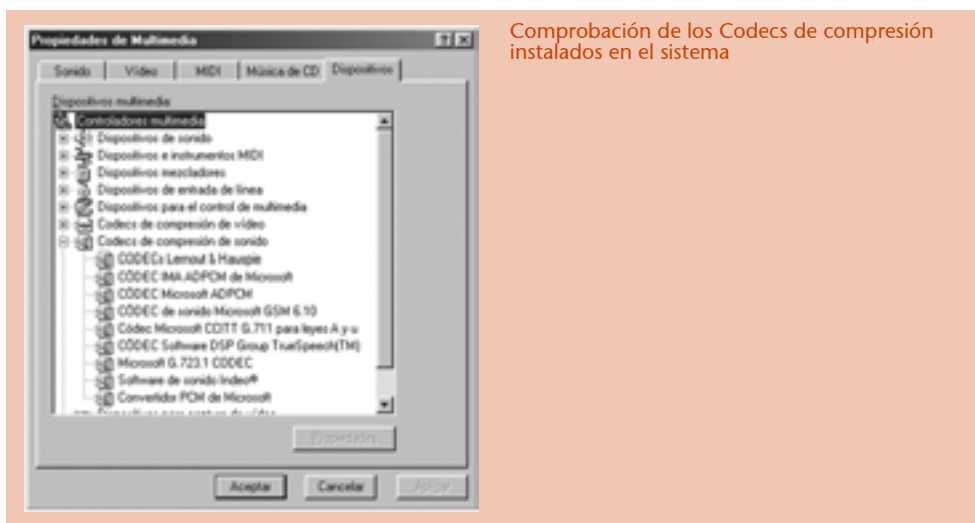 Comprobación de los Codecs de compresión
instalados en el sistema
Propiedades de Multimedia
Sonido
Vídeo
MIDI
Música de CD
Dispositivos
Dispositivos multimedia:
Controladores multimedia
Dispositivos de sonido
Dispositivos e instrumentos MIDI
Dispositivos mezcladores
Dispositivos de entrada de línea
Dispositivos para el control de multimedia
Codecs de compresión de vídeo
Codecs de compresión de sonido
CODECs Lernout & Hauspie
CÓDEC IMA ADPCM de Microsoft
CÓDEC Microsoft ADPCM
CÓDEC de sonido Microsoft GSM 6.10
Códec Microsoft CCITT G.711 para leyes A y u
CÓDEC Software DSP Group TrueSpeech(TM)
Microsoft G.723.1 CODEC
Software de sonido Indeo®
Convertidor PCM de Microsoft
Propiedades
Aceptar
Cancelar
Aplicar